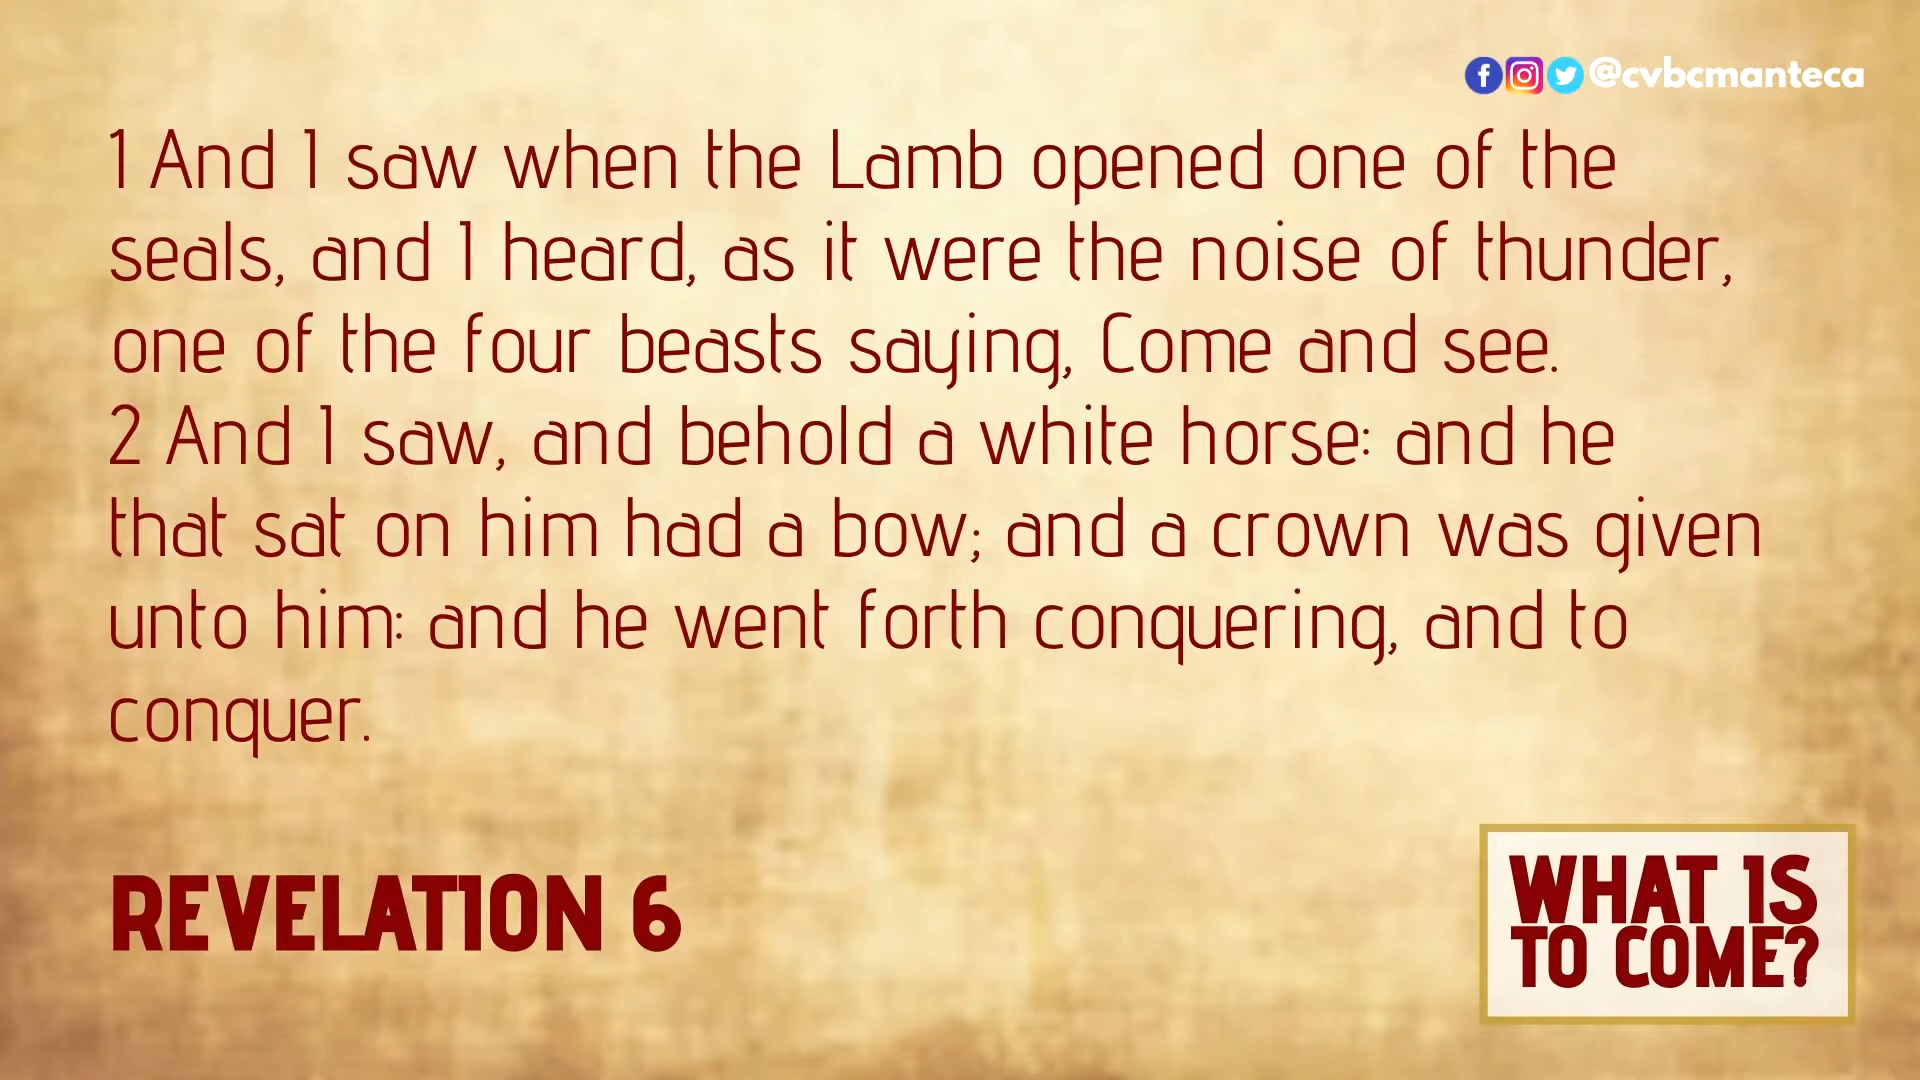 @cvbcmanteca
1 And I saw when the Lamb opened one of the
seals, and I heard, as it were the noise of thunder,
one of the four beasts saying, Come and see.
2 And I saw, and behold a white horse: and he
that sat on him had a bow; and a crown was given
unto him: and he went forth conquering, and to
conquer.
REVELATION 6
WHAT IS
TO COME?